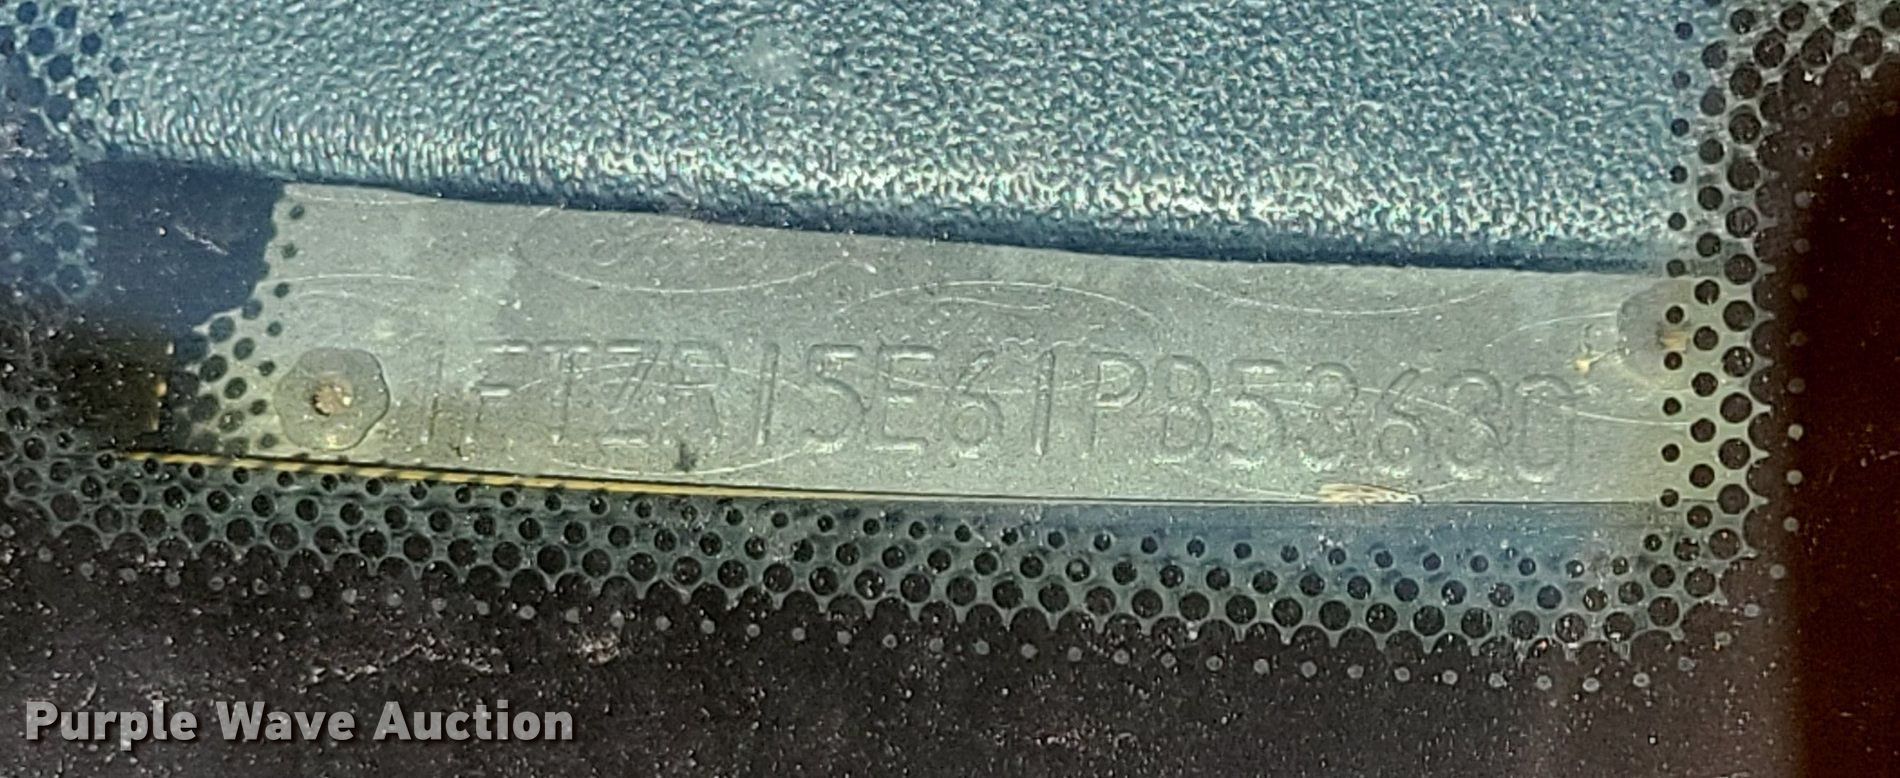 1FTZR15E61PB53630
Purple Wave Auction